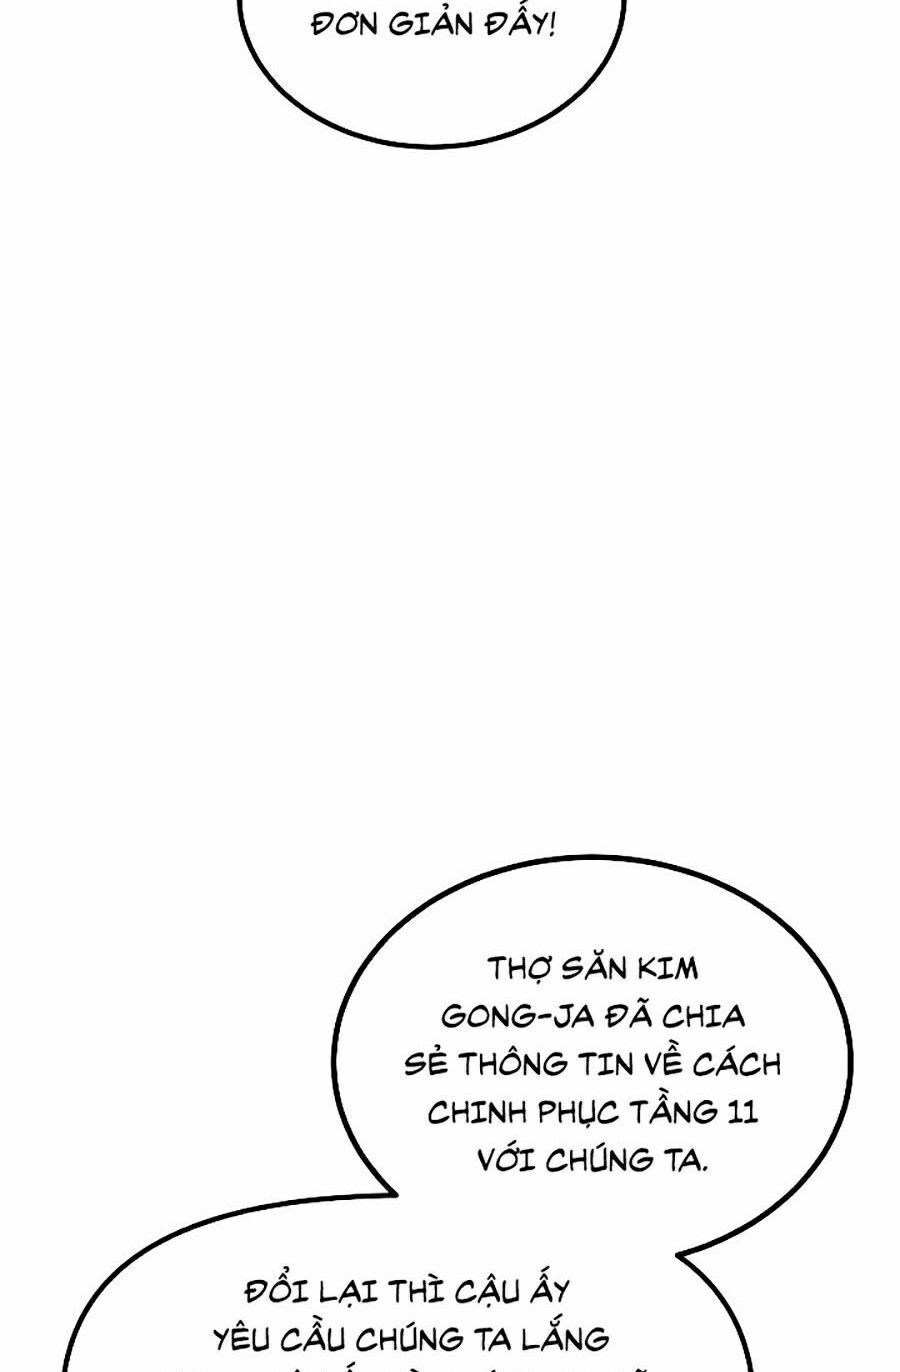 ĐƠN GIẢN ĐẤY!
THỢ SĂN KIM
GONG-JA ĐÃ CHIA
SẺ THÔNG TIN VỀ CÁCH
CHINH PHỤC TẦNG 11
VỚI CHÚNG TA.
ĐỔI LẠI THÌ CẬU ẤY
YÊU CẦU CHÚNG TA LẮNG